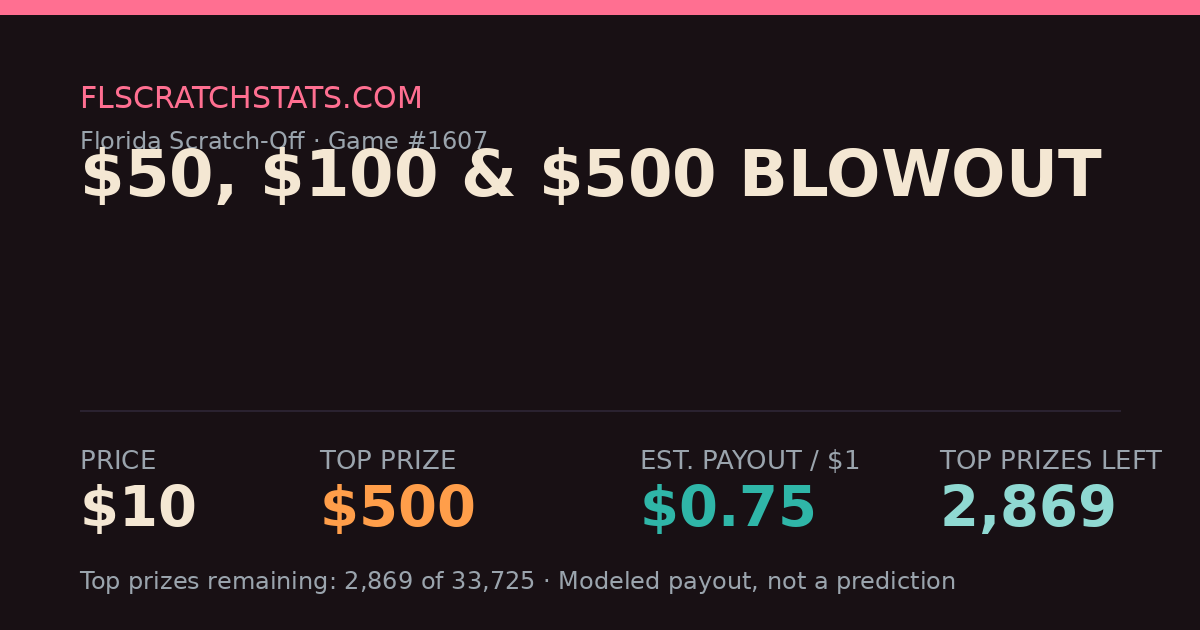 FLSCRATCHSTATS.COM
Florida Scratch-Off · Game #1607
$50, $100 & $500 BLOWOUT
PRICE TOP PRIZE EST. PAYOUT / $1 TOP PRIZES LEFT
$10 $500 $0.75 2,869
Top prizes remaining: 2,869 of 33,725 · Modeled payout, not a prediction